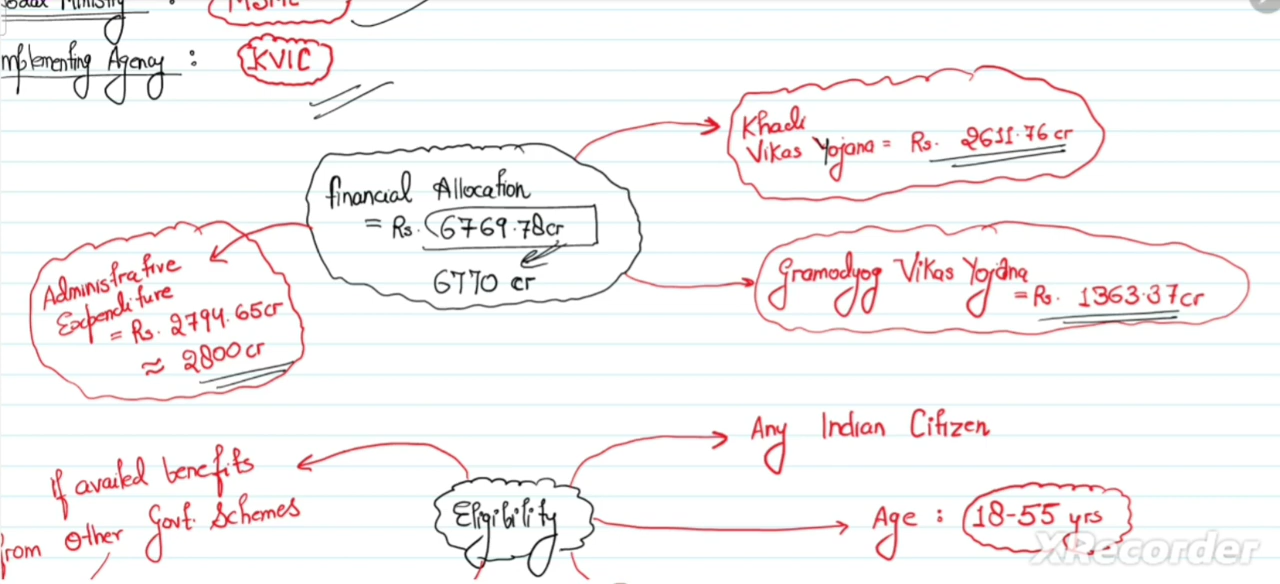 Ministry :
MSME
Implementing Agency : KVIC
Financial Allocation
= Rs. 6769.78cr
6770 cr
Khadi
Vikas Yojana = Rs. 2611.76 cr
Gramodyog Vikas Yojana
= Rs. 1363.37cr
Administrative
Expenditure
= Rs. 2794.65cr
≈ 2800cr
Eligibility
Any Indian Citizen
Age : 18-55 yrs
If availed benefits
from Other Govt. Schemes
XRecorder